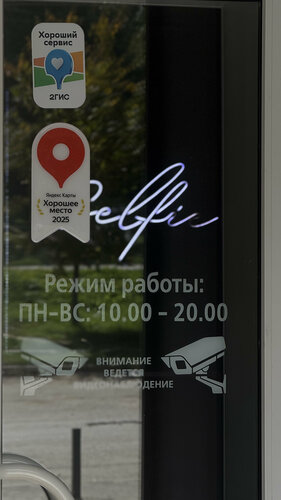 Хороший
сервис
2ГИС
Яндекс Карты
Хорошее
место
2025
Selfie
Режим работы:
ПН–ВС: 10.00 – 20.00
ВНИМАНИЕ
ВЕДЕТСЯ
ВИДЕОНАБЛЮДЕНИЕ